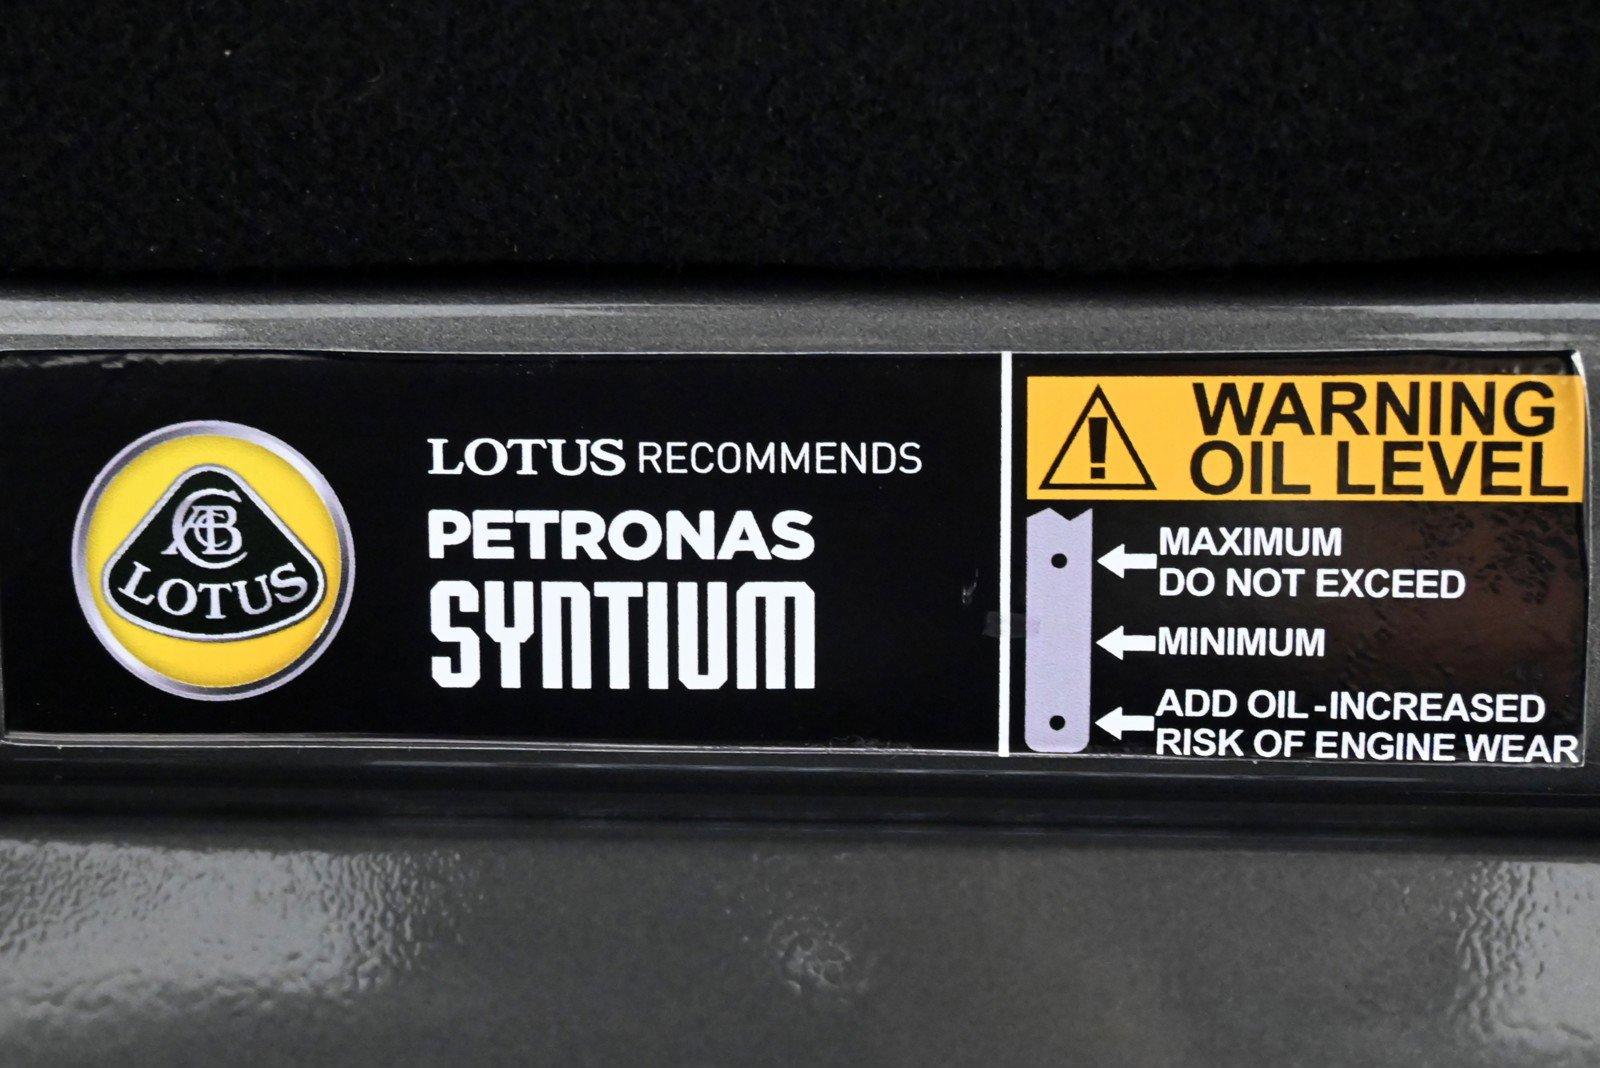 ACBC
LOTUS
LOTUS RECOMMENDS
PETRONAS
SYNTIUM
WARNING
OIL LEVEL
MAXIMUM
DO NOT EXCEED
MINIMUM
ADD OIL - INCREASED
RISK OF ENGINE WEAR